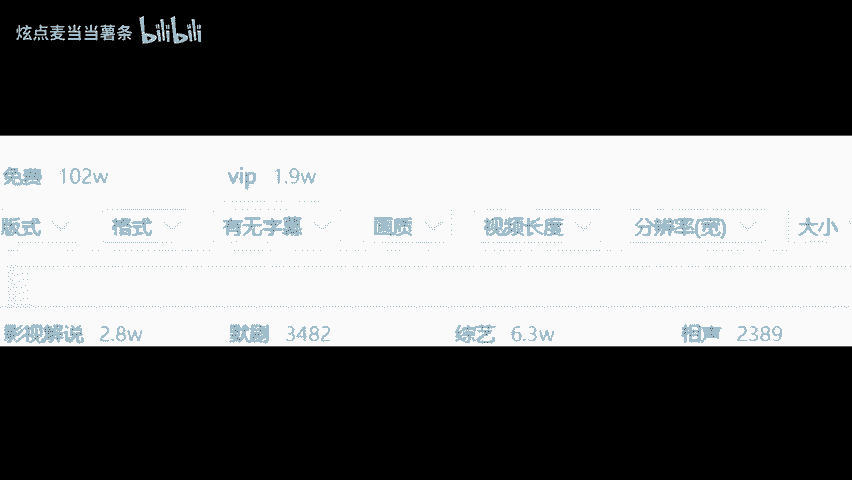 炫点麦当当薯条 bilibili
免费 102w vip 1.9w
版式 格式 有无字幕 画质 视频长度 分辨率(宽) 大小
影视解说 2.8w 默剧 3482 综艺 6.3w 相声 2389